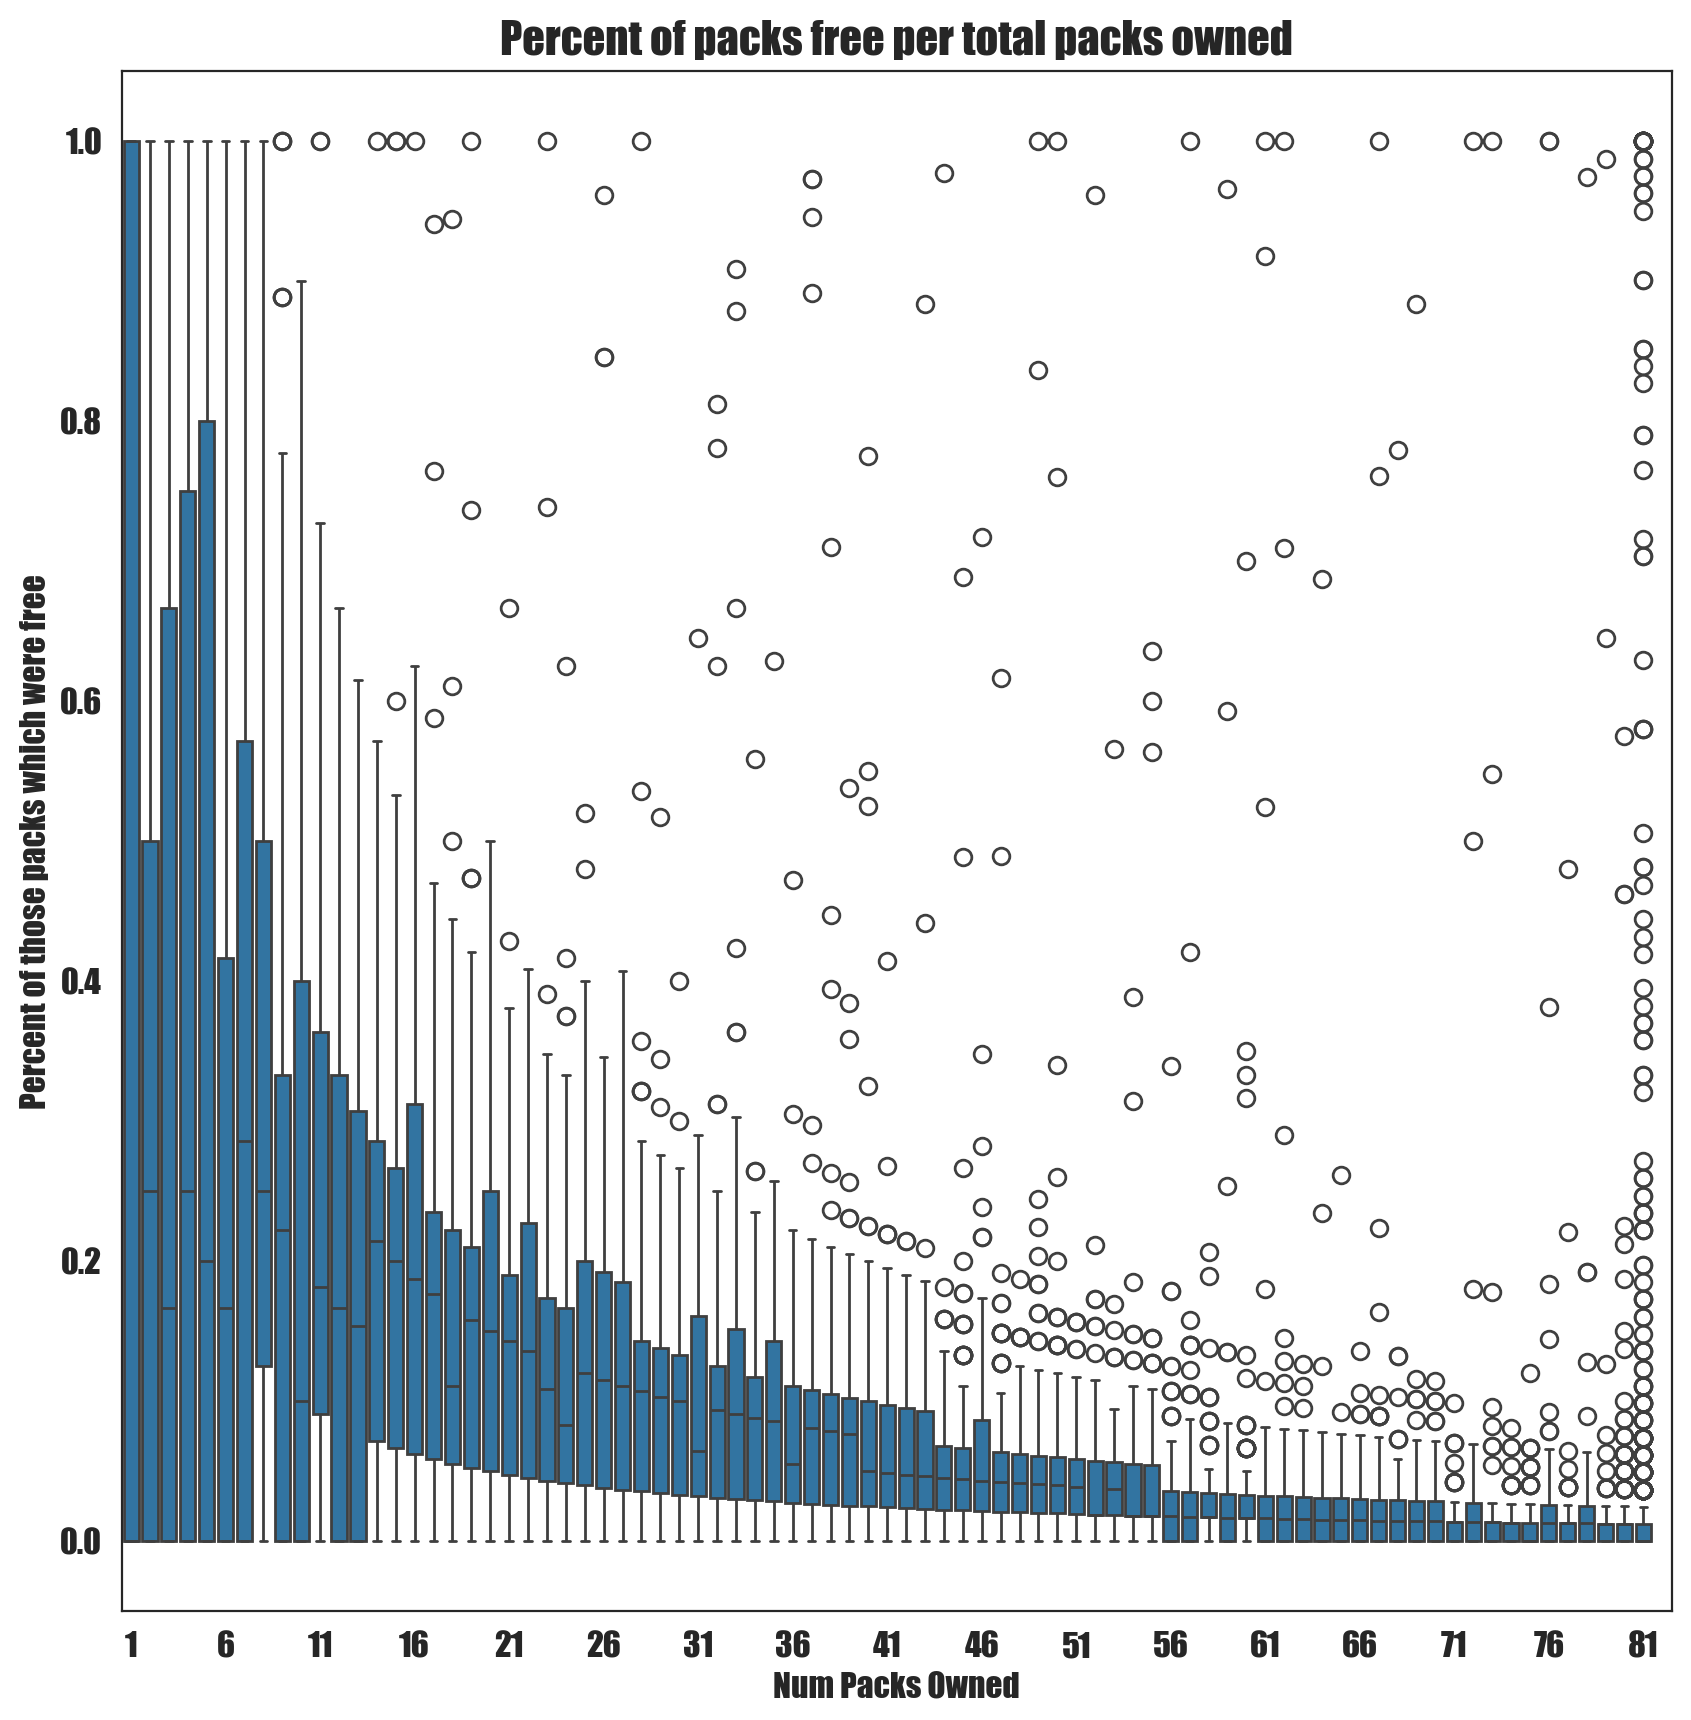 Percent of packs free per total packs owned
1.0
0.8
0.6
0.4
0.2
0.0
Percent of those packs which were free
1 6 11 16 21 26 31 36 41 46 51 56 61 66 71 76 81
Num Packs Owned